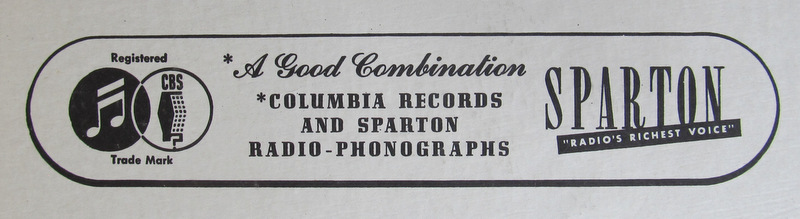 Registered
CBS
Trade Mark
*A Good Combination
*COLUMBIA RECORDS
AND SPARTON
RADIO-PHONOGRAPHS
SPARTON
"RADIO'S RICHEST VOICE"